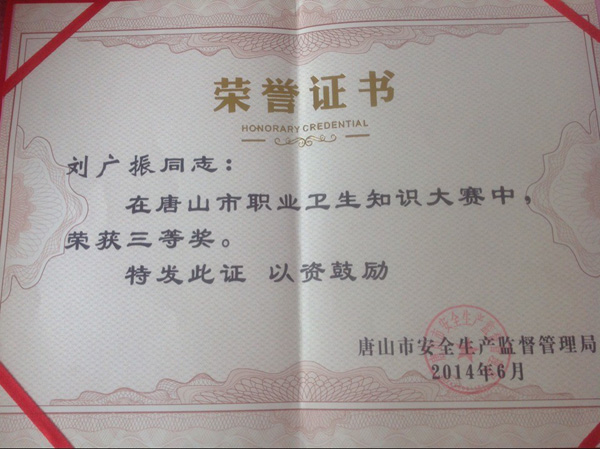 荣誉证书
HONORARY CREDENTIAL
刘广振同志：
在唐山市职业卫生知识大赛中，
荣获三等奖。
特发此证 以资鼓励
唐山市安全生产监督管理局
2014年6月